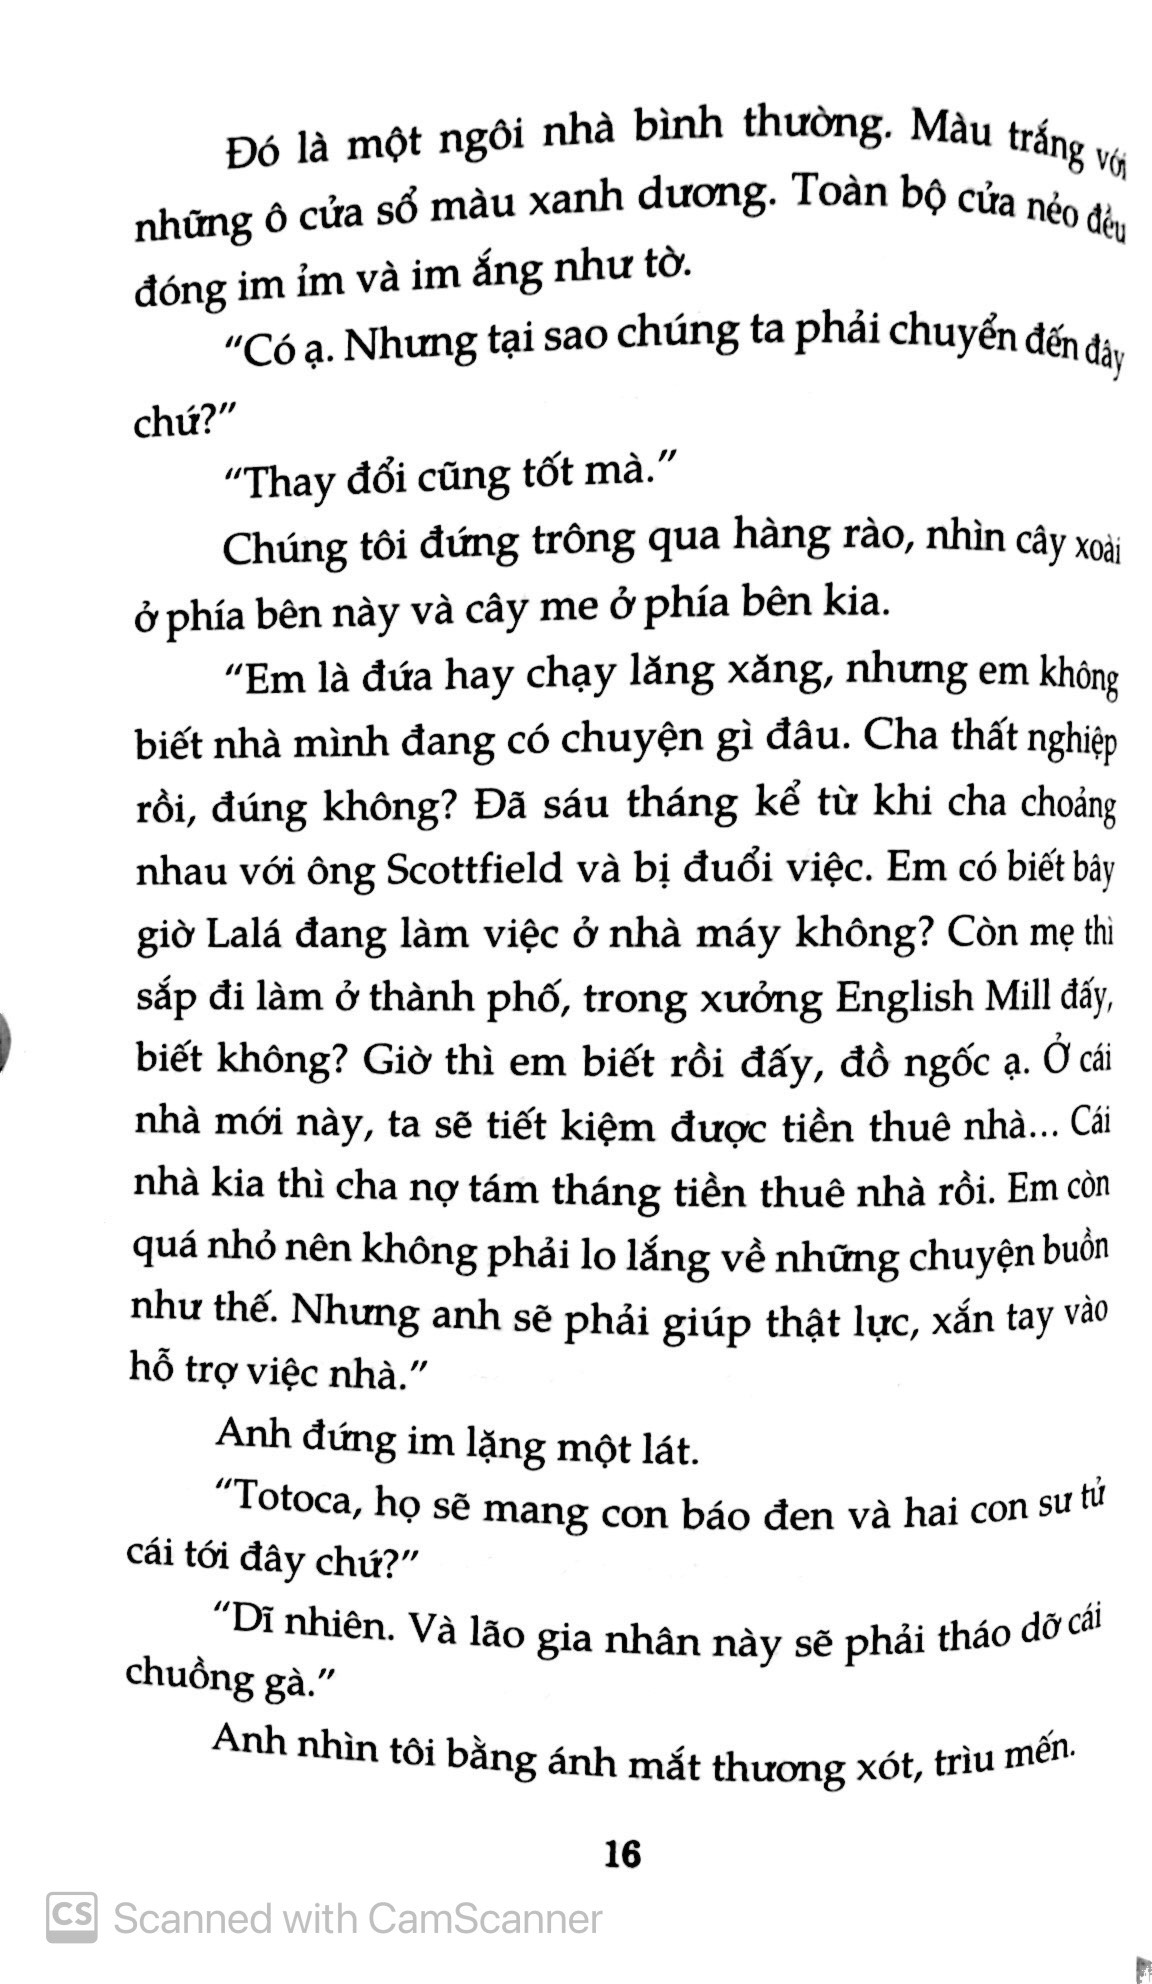 Đó là một ngôi nhà bình thường. Màu trắng với
những ô cửa sổ màu xanh dương. Toàn bộ cửa nẻo đều
đóng im ỉm và im ắng như tờ.
“Có ạ. Nhưng tại sao chúng ta phải chuyển đến đây
chứ?”
“Thay đổi cũng tốt mà.”
Chúng tôi đứng trông qua hàng rào, nhìn cây xoài
ở phía bên này và cây me ở phía bên kia.
“Em là đứa hay chạy lăng xăng, nhưng em không
biết nhà mình đang có chuyện gì đâu. Cha thất nghiệp
rồi, đúng không? Đã sáu tháng kể từ khi cha choảng
nhau với ông Scottfield và bị đuổi việc. Em có biết bây
giờ Lalá đang làm việc ở nhà máy không? Còn mẹ thì
sắp đi làm ở thành phố, trong xưởng English Mill đấy,
biết không? Giờ thì em biết rồi đấy, đồ ngốc ạ. Ở cái
nhà mới này, ta sẽ tiết kiệm được tiền thuê nhà... Cái
nhà kia thì cha nợ tám tháng tiền thuê nhà rồi. Em còn
quá nhỏ nên không phải lo lắng về những chuyện buồn
như thế. Nhưng anh sẽ phải giúp thật lực, xắn tay vào
hỗ trợ việc nhà.”
Anh đứng im lặng một lát.
“Totoca, họ sẽ mang con báo đen và hai con sư tử
cái tới đây chứ?”
“Dĩ nhiên. Và lão gia nhân này sẽ phải tháo dỡ cái
chuồng gà.”
Anh nhìn tôi bằng ánh mắt thương xót, trìu mến.
16
CS Scanned with CamScanner